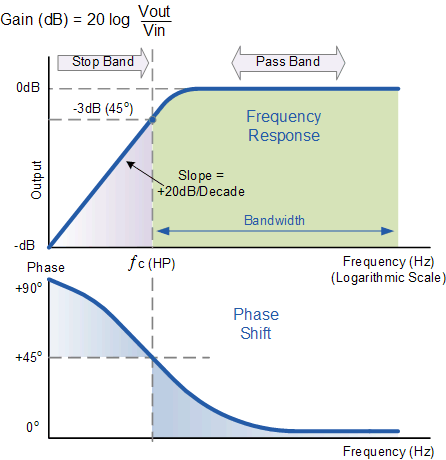 Gain (dB) = 20 log Vout/Vin
Stop Band
Pass Band
0dB
-3dB (45°)
Frequency
Response
Slope =
+20dB/Decade
Output
Bandwidth
-dB
ƒc (HP)
Frequency (Hz)
(Logarithmic Scale)
Phase
+90°
Phase
Shift
+45°
0°
Frequency (Hz)